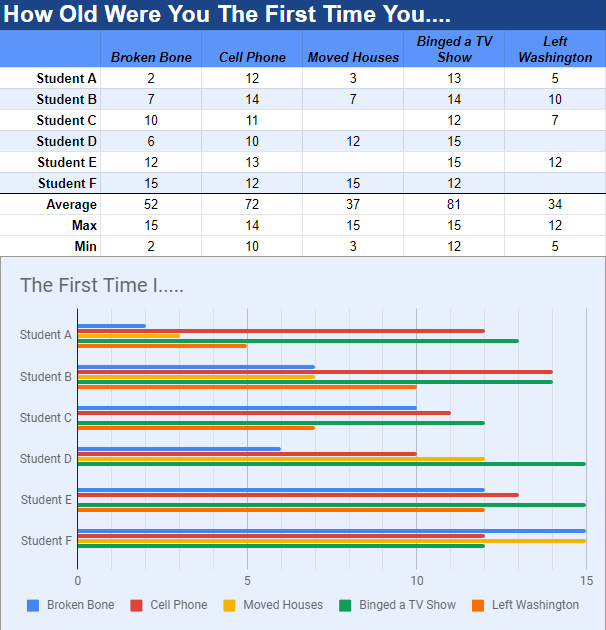 How Old Were You The First Time You....
Broken Bone Cell Phone Moved Houses Binged a TV Show Left Washington
Student A 2 12 3 13 5
Student B 7 14 7 14 10
Student C 10 11 12 7
Student D 6 10 12 15
Student E 12 13 15 12
Student F 15 12 15 12
Average 52 72 37 81 34
Max 15 14 15 15 12
Min 2 10 3 12 5
The First Time I.....
Student A
Student B
Student C
Student D
Student E
Student F
0 5 10 15
Broken Bone Cell Phone Moved Houses Binged a TV Show Left Washington